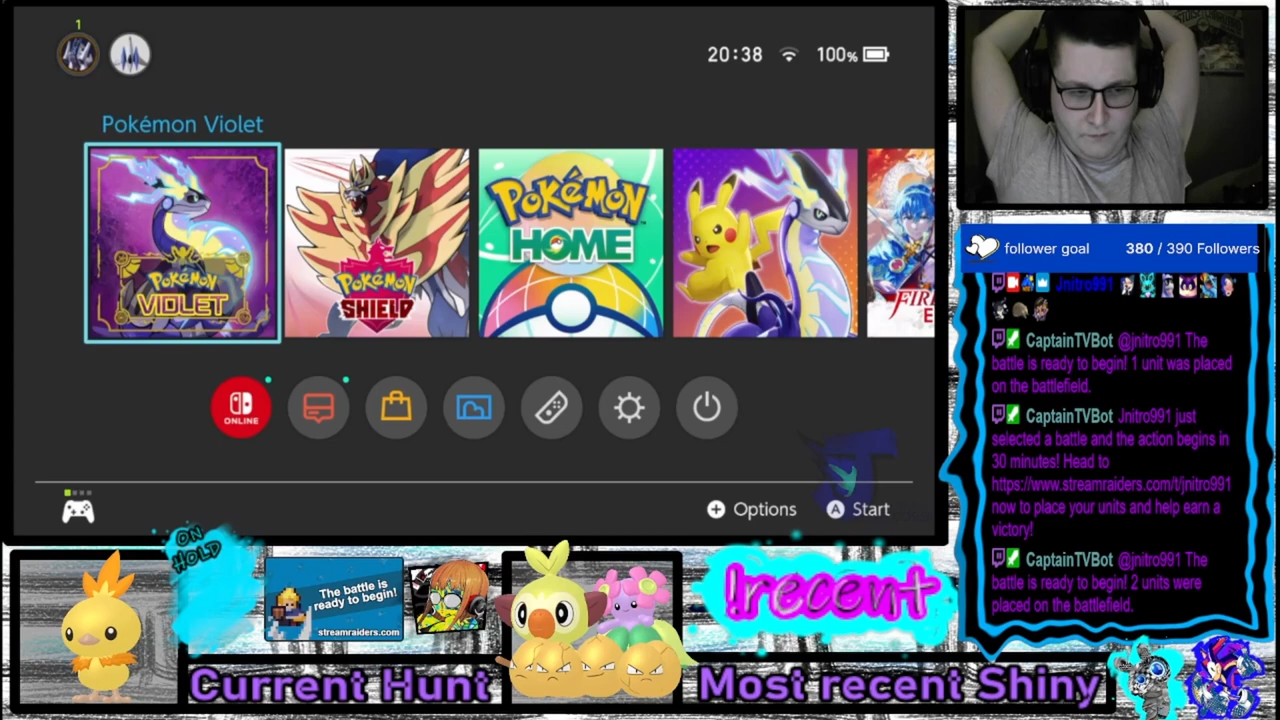 1
20:38
100%
Pokémon Violet
POKÉMON
VIOLET
POKÉMON
SHIELD
POKÉMON
HOME
FIR
E
ONLINE
Options
A Start
follower goal
380 / 390 Followers
Jnitro991
CaptainTVBot @jnitro991 The
battle is ready to begin! 1 unit was placed
on the battlefield.
CaptainTVBot Jnitro991 just
selected a battle and the action begins in
30 minutes! Head to
https://www.streamraiders.com/t/jnitro991
now to place your units and help earn a
victory!
CaptainTVBot @jnitro991 The
battle is ready to begin! 2 units were
placed on the battlefield.
ON
HOLD
The battle is
ready to begin!
streamraiders.com
!recent
Current Hunt
Most recent Shiny